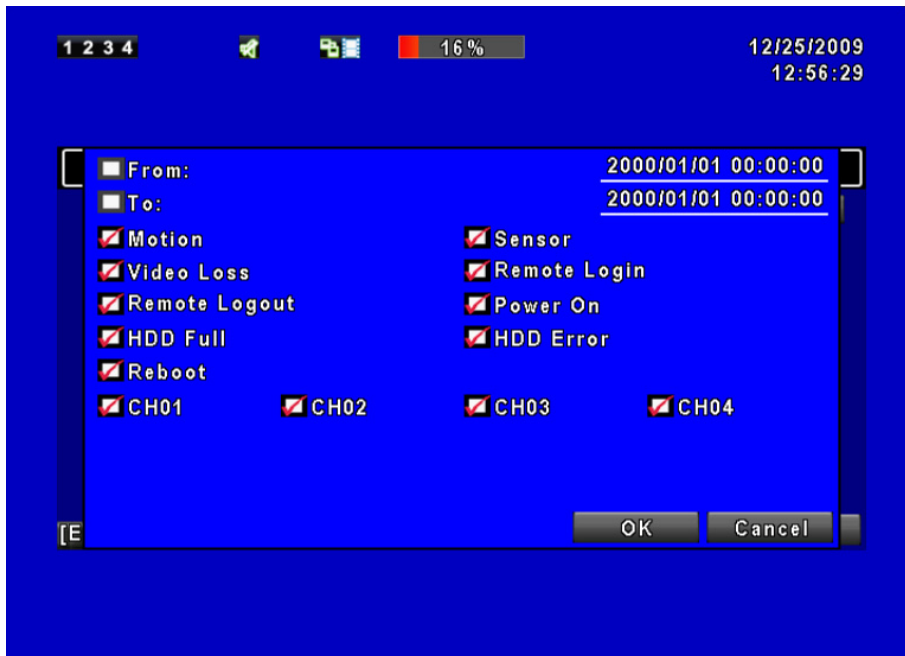 1 2 3 4 16% 12/25/2009
12:56:29
From: 2000/01/01 00:00:00
To: 2000/01/01 00:00:00
Motion Sensor
Video Loss Remote Login
Remote Logout Power On
HDD Full HDD Error
Reboot
CH01 CH02 CH03 CH04
[E OK Cancel